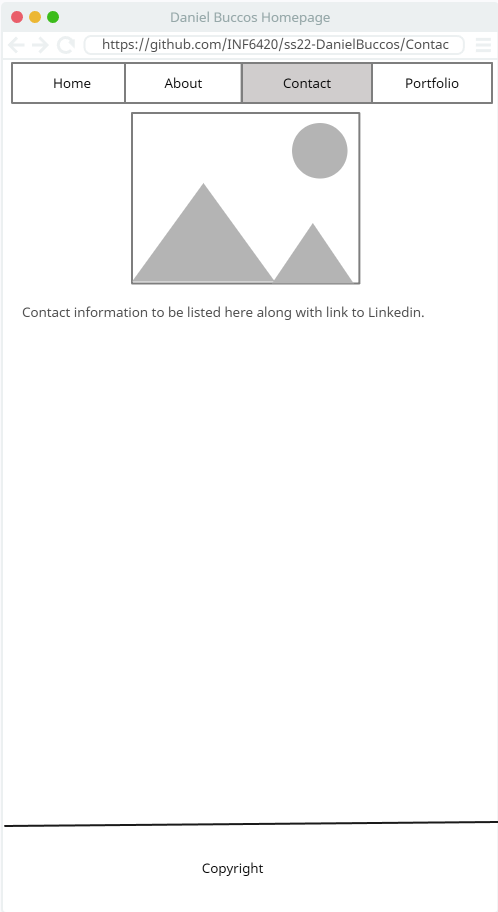 Daniel Buccos Homepage
https://github.com/INF6420/ss22-DanielBuccos/Contac
Home About Contact Portfolio
Contact information to be listed here along with link to Linkedin.
Copyright